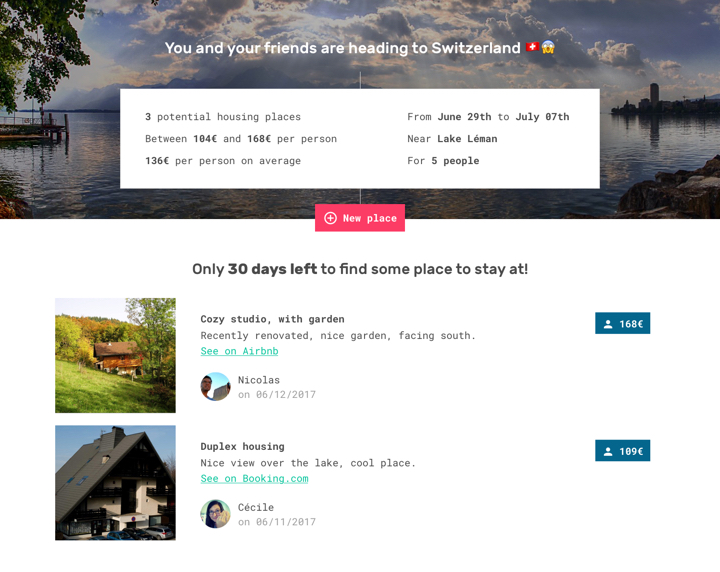 You and your friends are heading to Switzerland 🇨🇭😱
3 potential housing places
Between 104€ and 168€ per person
136€ per person on average
From June 29th to July 07th
Near Lake Léman
For 5 people
New place
Only 30 days left to find some place to stay at!
Cozy studio, with garden
Recently renovated, nice garden, facing south.
See on Airbnb
Nicolas
on 06/12/2017
168€
Duplex housing
Nice view over the lake, cool place.
See on Booking.com
Cécile
on 06/11/2017
109€